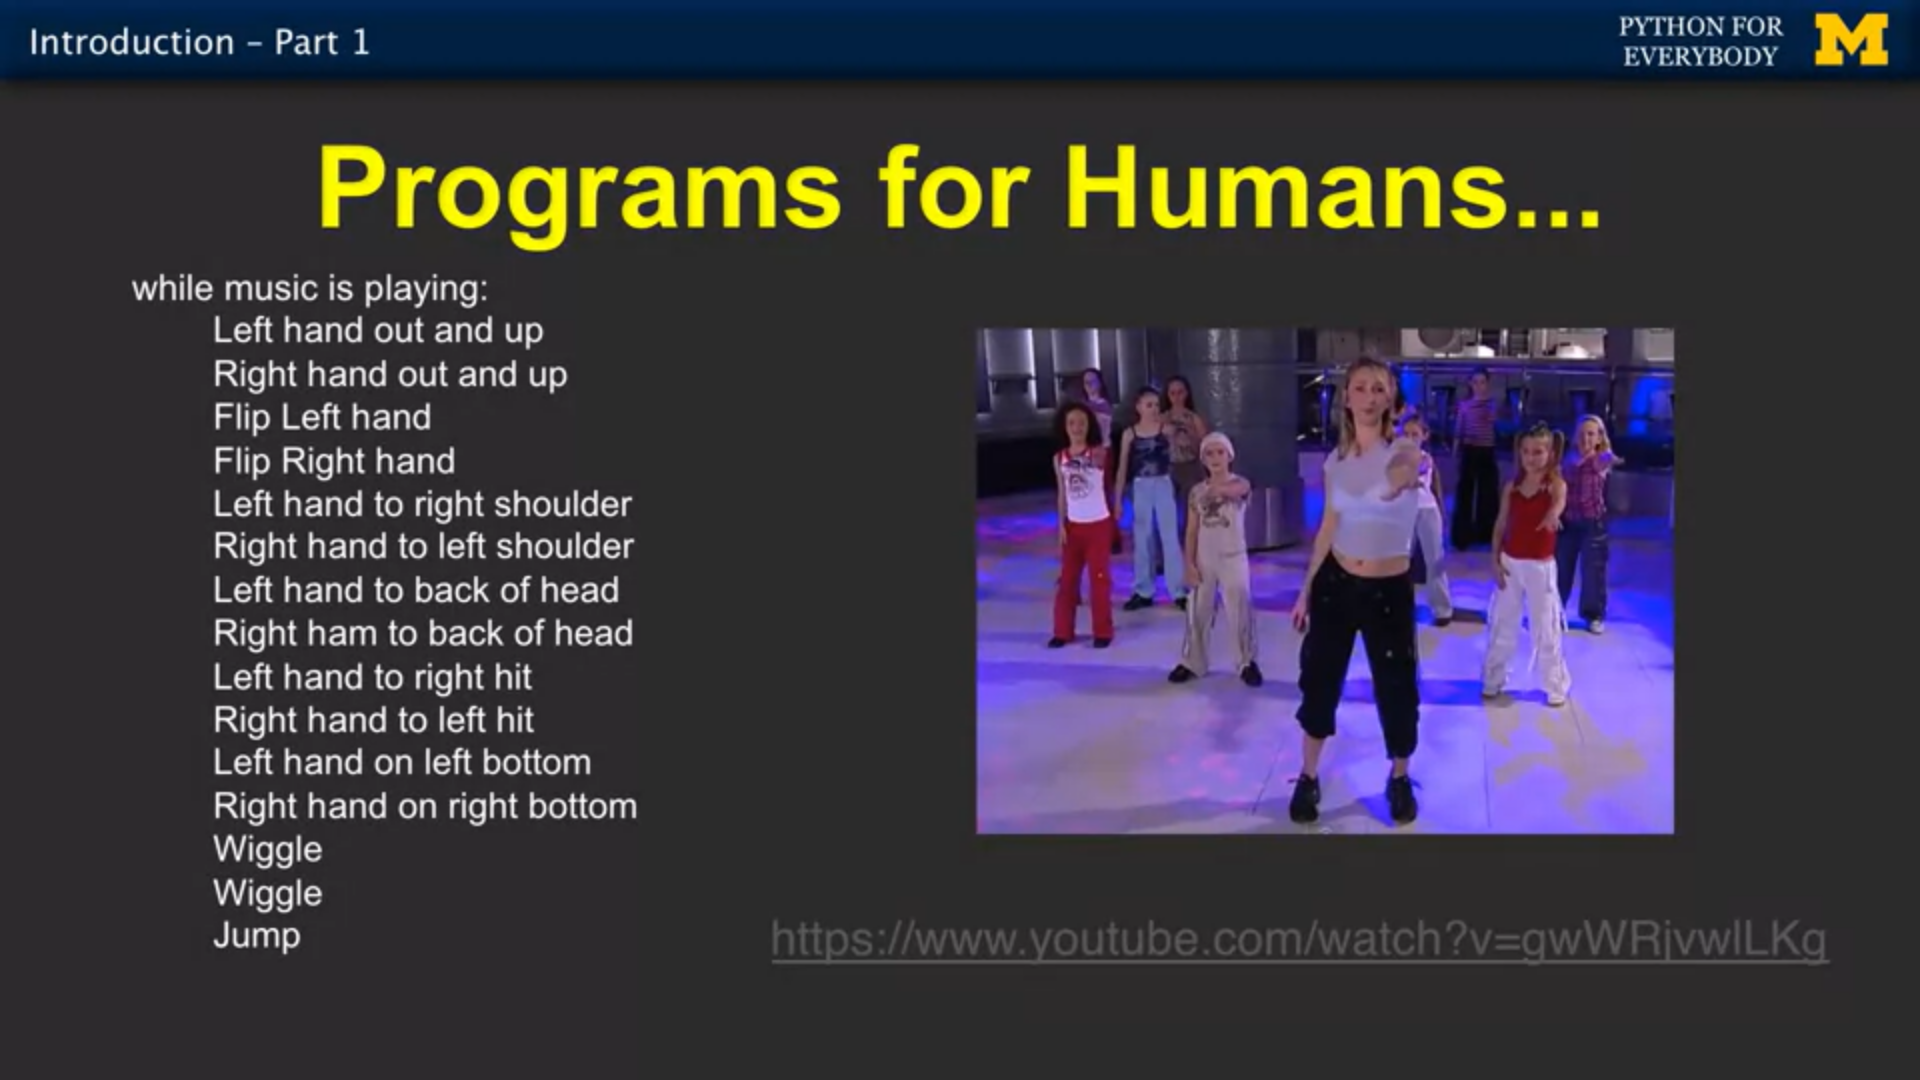 Introduction – Part 1
PYTHON FOR
EVERYBODY
M
Programs for Humans...
while music is playing:
Left hand out and up
Right hand out and up
Flip Left hand
Flip Right hand
Left hand to right shoulder
Right hand to left shoulder
Left hand to back of head
Right ham to back of head
Left hand to right hit
Right hand to left hit
Left hand on left bottom
Right hand on right bottom
Wiggle
Wiggle
Jump
https://www.youtube.com/watch?v=gwWRjvwlLKg